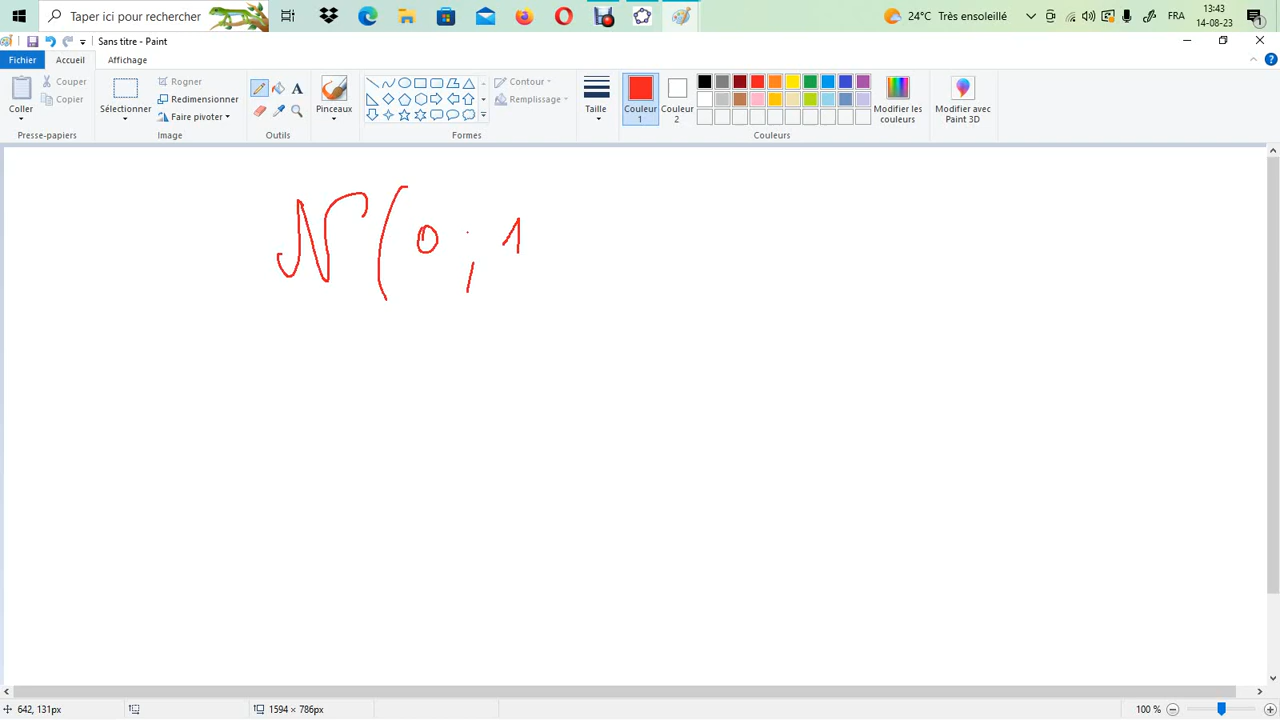 Taper ici pour rechercher 24°C Très ensoleillé FRA 13:43
14-08-23 1
Sans titre - Paint
Fichier Accueil Affichage ?
Coller Couper Copier Sélectionner Rogner Redimensionner Faire pivoter A Pinceaux Contour Remplissage Taille Couleur 1 Couleur 2 Modifier les couleurs Modifier avec Paint 3D
Presse-papiers Image Outils Formes Couleurs
N(0 ; 1
642, 131px 1594 × 786px 100 %